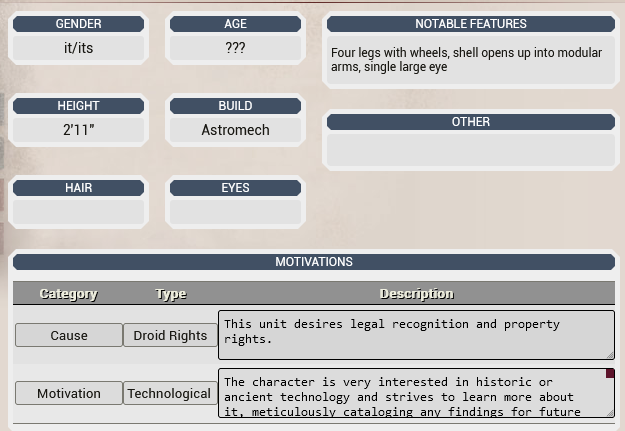 GENDER
AGE
NOTABLE FEATURES
it/its
???
Four legs with wheels, shell opens up into modular
arms, single large eye
HEIGHT
BUILD
OTHER
2'11"
Astromech
HAIR
EYES
MOTIVATIONS
Category
Type
Description
Cause
Droid Rights
This unit desires legal recognition and property
rights.
Motivation
Technological
The character is very interested in historic or
ancient technology and strives to learn more about
it, meticulously cataloging any findings for future